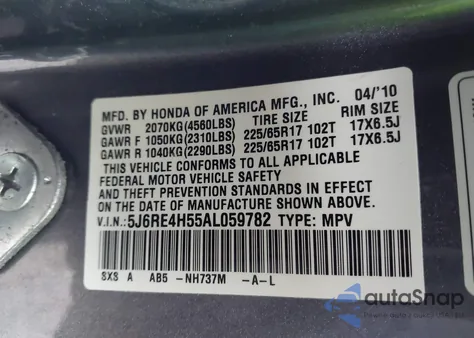 MFD. BY HONDA OF AMERICA MFG., INC. 04/'10
GVWR 2070KG(4560LBS) TIRE SIZE RIM SIZE
GAWR F 1050KG(2310LBS) 225/65R17 102T 17X6.5J
GAWR R 1040KG(2290LBS) 225/65R17 102T 17X6.5J
THIS VEHICLE CONFORMS TO ALL APPLICABLE
FEDERAL MOTOR VEHICLE SAFETY
AND THEFT PREVENTION STANDARDS IN EFFECT ON
THE DATE OF MANUFACTURE SHOWN ABOVE.
V.I.N: 5J6RE4H55AL059782 TYPE: MPV
SXS A AB5 -NH737M -A-L
autoSnap